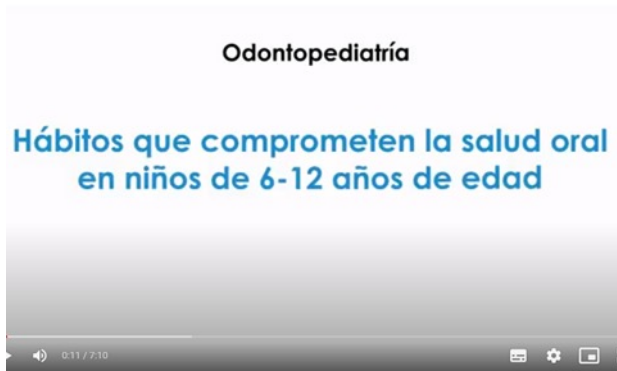 Odontopediatría
Hábitos que comprometen la salud oral
en niños de 6-12 años de edad
0:11 / 7:10